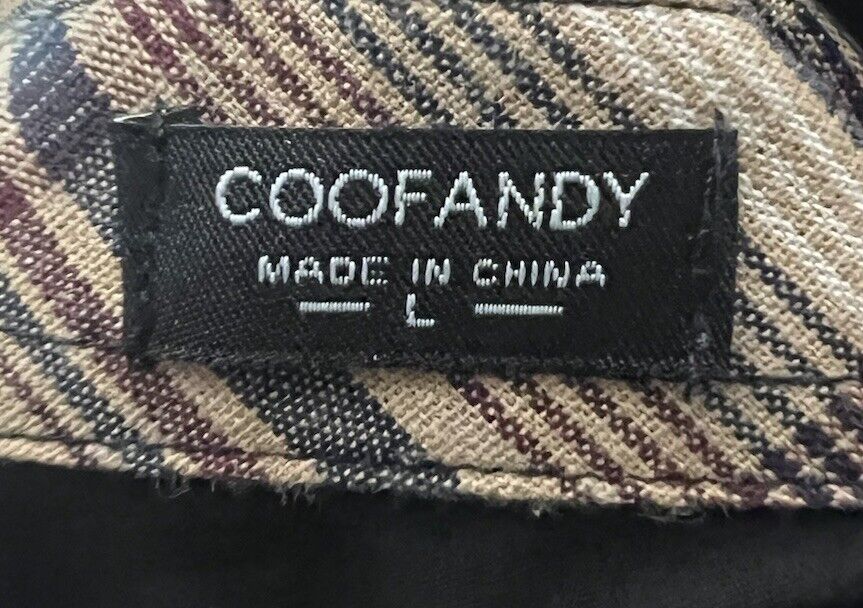 COOFANDY
MADE IN CHINA
— L —